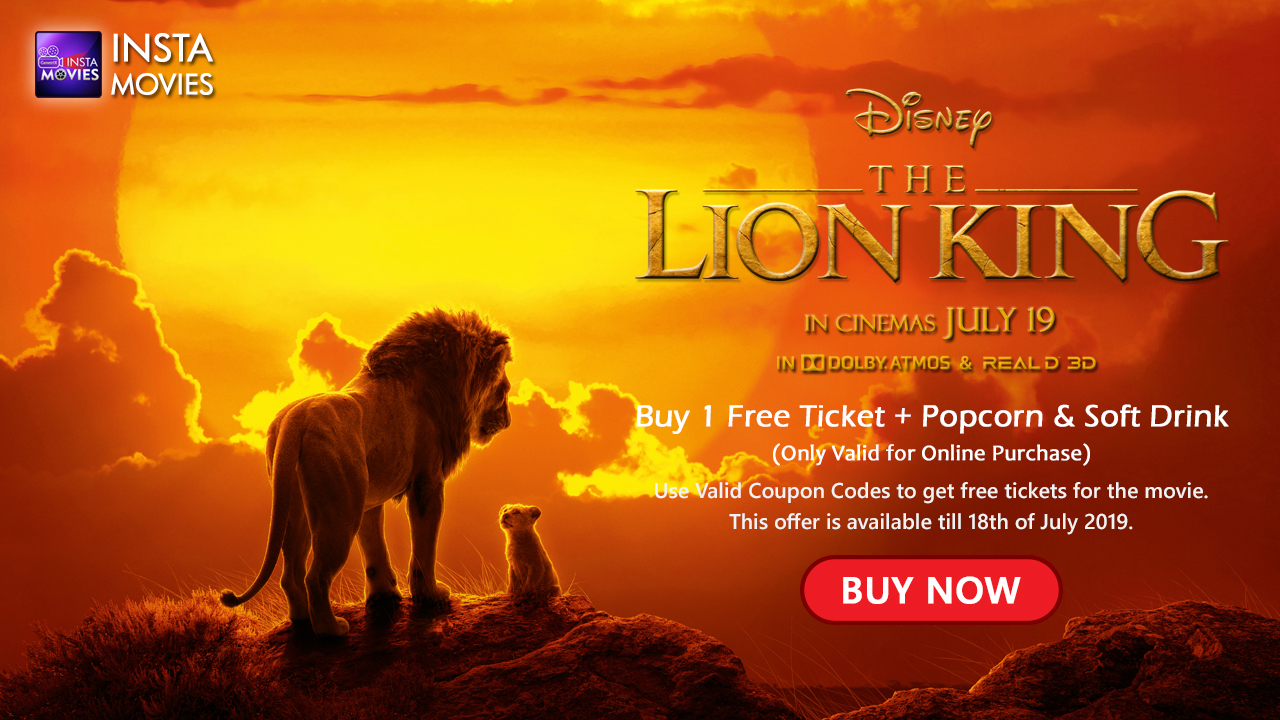 INSTA
MOVIES
INSTA
MOVIES
Disney
THE
LION KING
IN CINEMAS JULY 19
IN DOLBY ATMOS & REAL D 3D
Buy 1 Free Ticket + Popcorn & Soft Drink
(Only Valid for Online Purchase)
Use Valid Coupon Codes to get free tickets for the movie.
This offer is available till 18th of July 2019.
BUY NOW